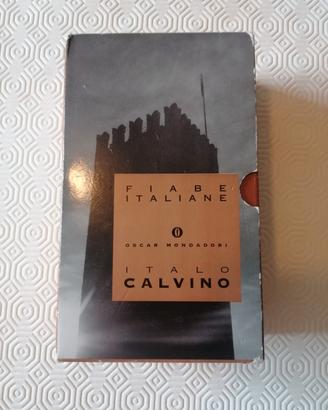 FIABE
ITALIANE
OSCAR MONDADORI
ITALO
CALVINO